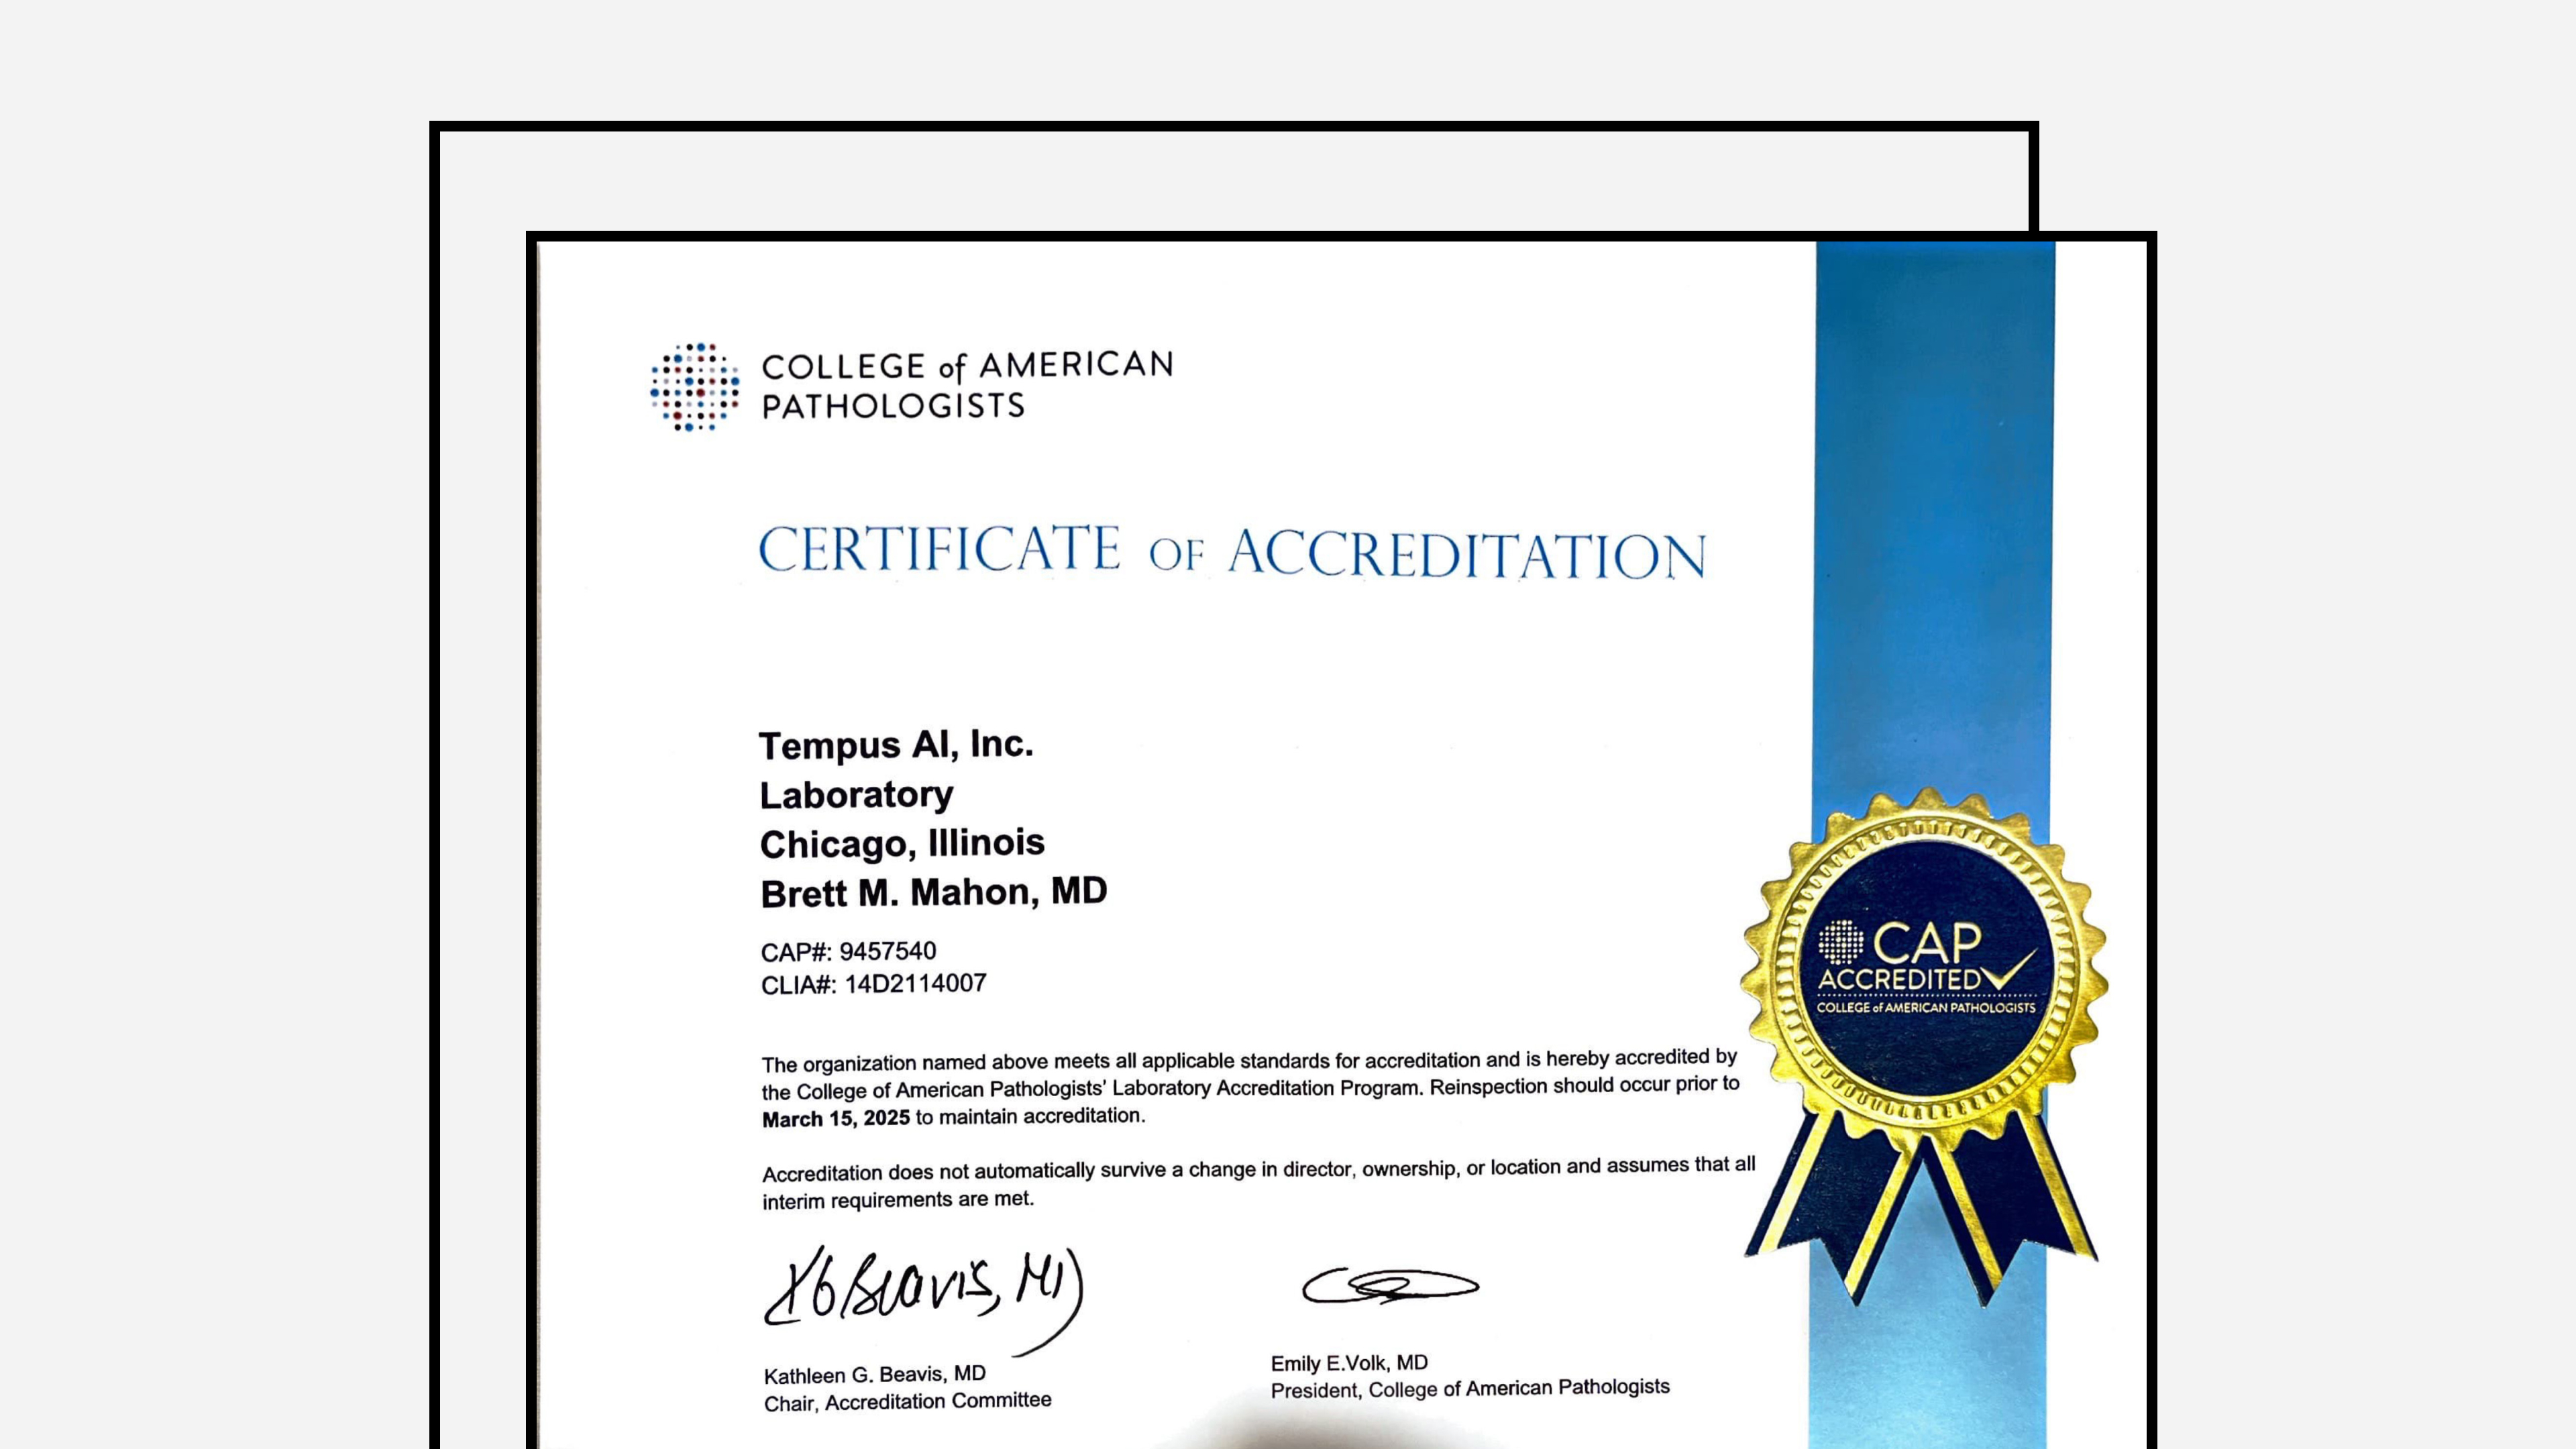 COLLEGE of AMERICAN
PATHOLOGISTS
CERTIFICATE OF ACCREDITATION
Tempus AI, Inc.
Laboratory
Chicago, Illinois
Brett M. Mahon, MD
CAP#: 9457540
CLIA#: 14D2114007
CAP
ACCREDITED
COLLEGE of AMERICAN PATHOLOGISTS
The organization named above meets all applicable standards for accreditation and is hereby accredited by
the College of American Pathologists' Laboratory Accreditation Program. Reinspection should occur prior to
March 15, 2025 to maintain accreditation.
Accreditation does not automatically survive a change in director, ownership, or location and assumes that all
interim requirements are met.
KG Beavis, MD
Kathleen G. Beavis, MD
Chair, Accreditation Committee
Emily E.Volk, MD
President, College of American Pathologists